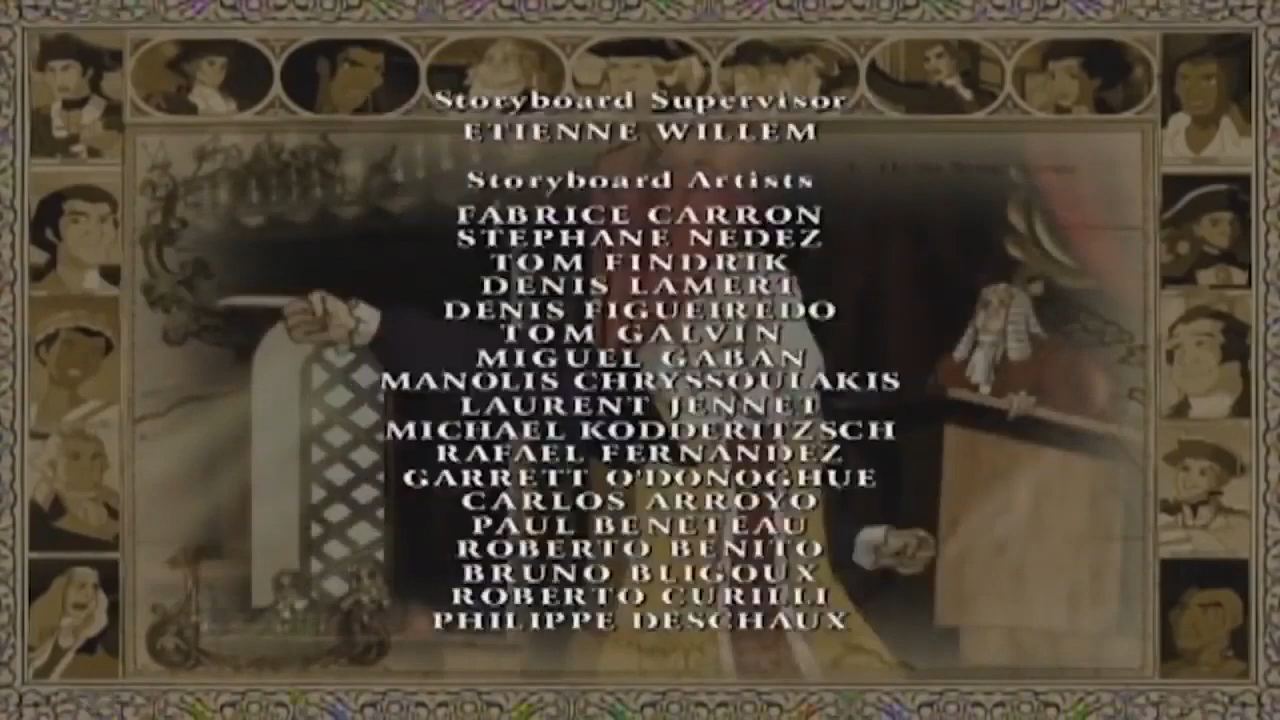 Storyboard Supervisor
ETIENNE WILLEM
Storyboard Artists
FABRICE CARRON
STEPHANE NEDEZ
TOM FINDRIK
DENIS LAMERT
DENIS FIGUEIREDO
TOM GALVIN
MIGUEL GABAN
MANOLIS CHRYSSOULAKIS
LAURENT JENNET
MICHAEL KODDERITZSCH
RAFAEL FERNANDEZ
GARRETT O'DONOGHUE
CARLOS ARROYO
PAUL BENETEAU
ROBERTO BENITO
BRUNO BLIGOUX
ROBERTO CURILLI
PHILIPPE DESCHAUX